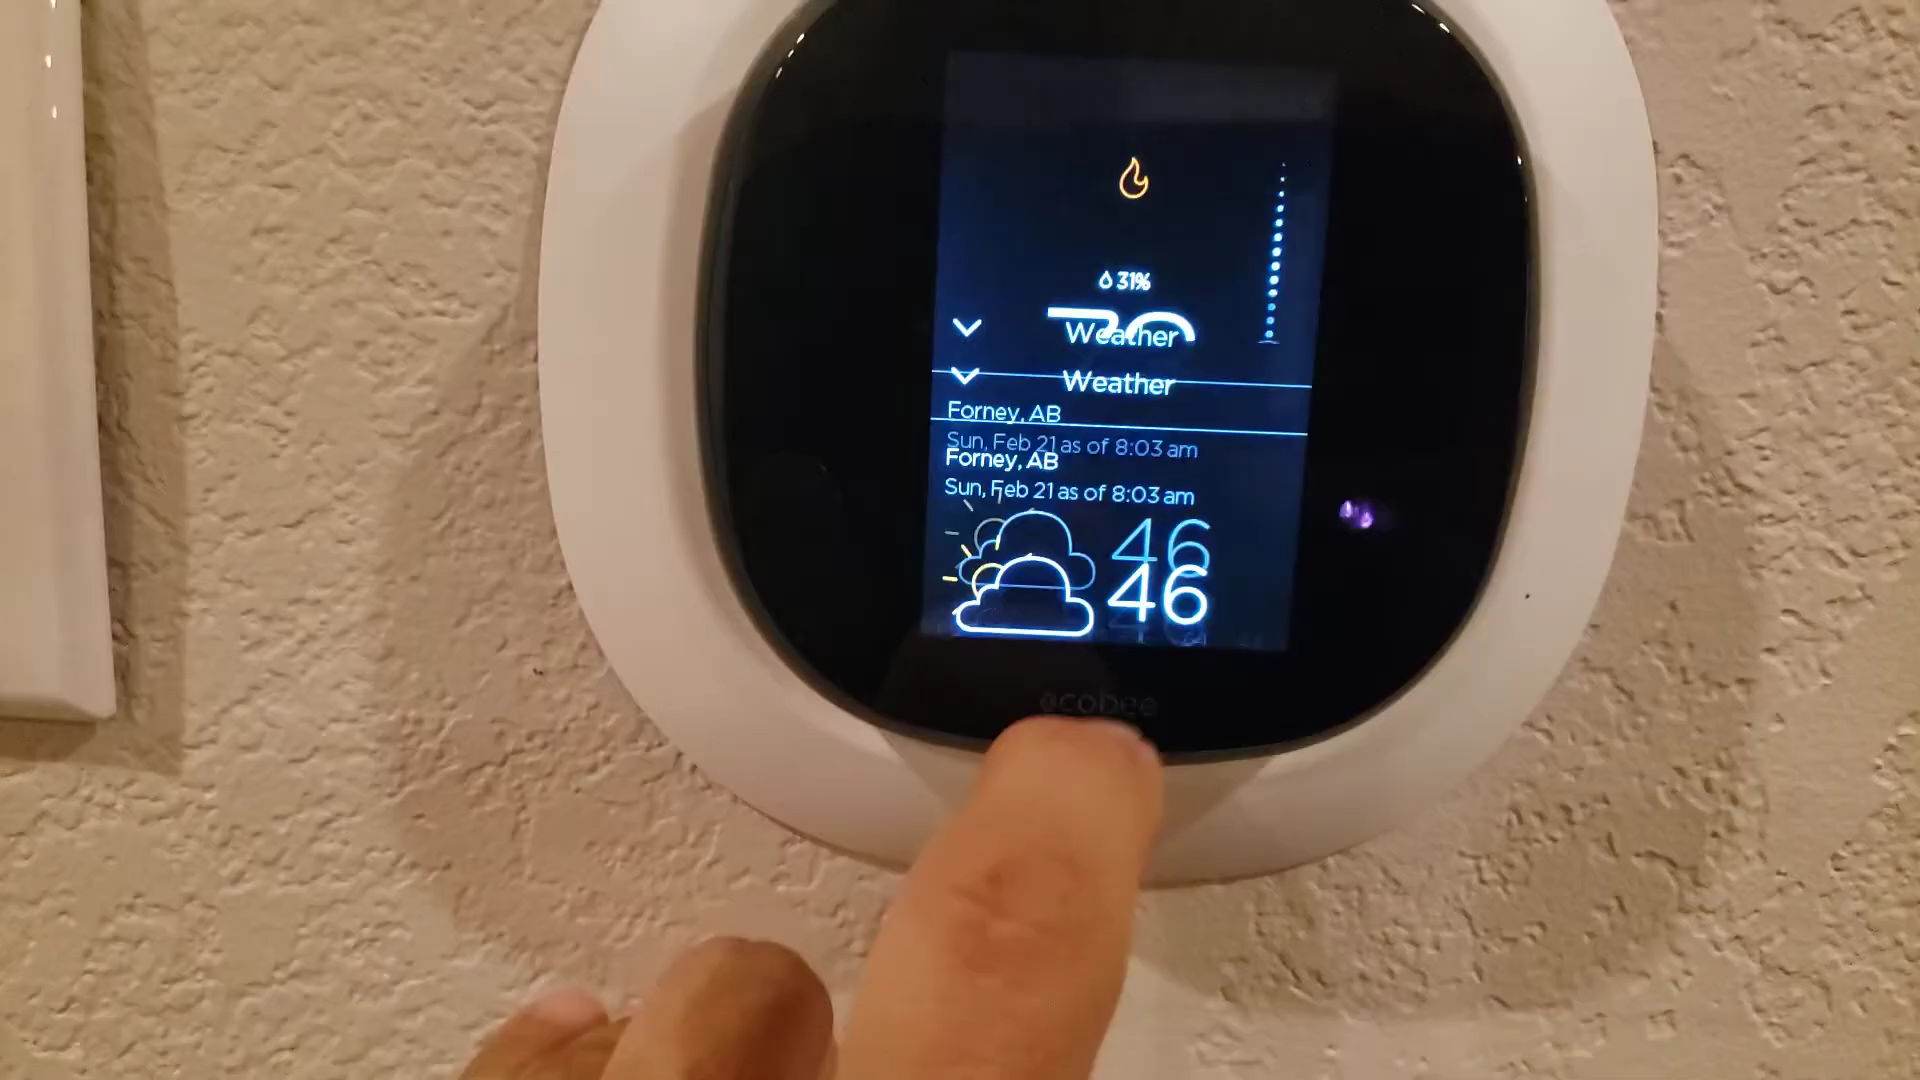 31%
Weather
Weather
Forney, AB
Sun, Feb 21 as of 8:03 am
Forney, AB
Sun, Feb 21 as of 8:03 am
46
46
ecobee